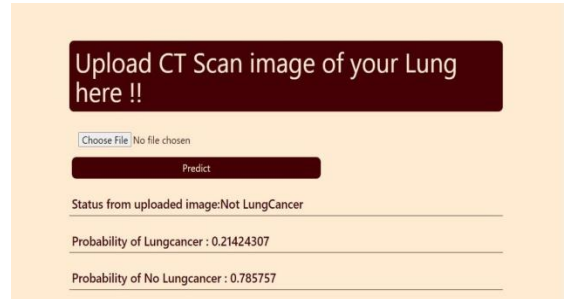 Upload CT Scan image of your Lung
here !!
Choose File No file chosen
Predict
Status from uploaded image:Not LungCancer
Probability of Lungcancer : 0.21424307
Probability of No Lungcancer : 0.785757